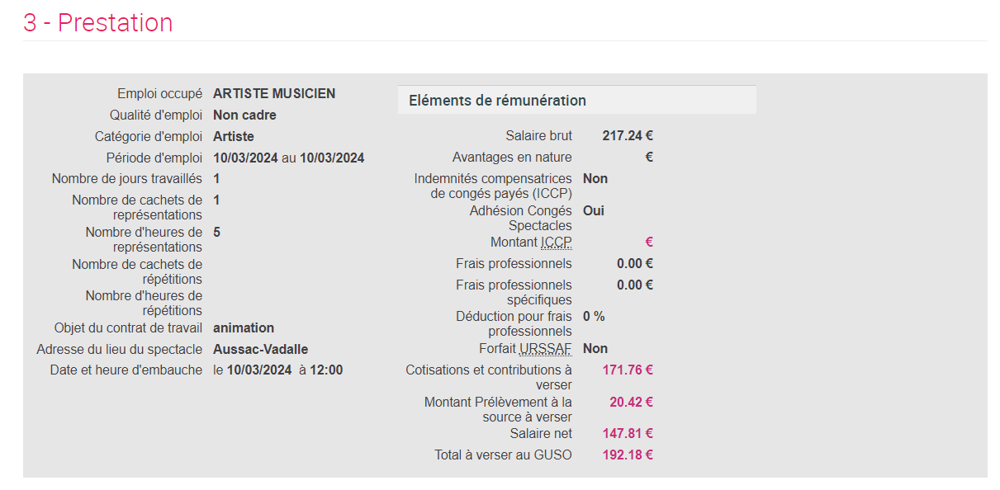 3 - Prestation
Emploi occupé ARTISTE MUSICIEN
Qualité d'emploi Non cadre
Catégorie d'emploi Artiste
Période d'emploi 10/03/2024 au 10/03/2024
Nombre de jours travaillés 1
Nombre de cachets de 1
représentations
Nombre d'heures de 5
représentations
Nombre de cachets de
répétitions
Nombre d'heures de
répétitions
Objet du contrat de travail animation
Adresse du lieu du spectacle Aussac-Vadalle
Date et heure d'embauche le 10/03/2024 à 12:00
Eléments de rémunération
Salaire brut 217.24 €
Avantages en nature €
Indemnités compensatrices Non
de congés payés (ICCP)
Adhésion Congés Oui
Spectacles
Montant ICCP €
Frais professionnels 0.00 €
Frais professionnels 0.00 €
spécifiques
Déduction pour frais 0 %
professionnels
Forfait URSSAF Non
Cotisations et contributions à 171.76 €
verser
Montant Prélèvement à la 20.42 €
source à verser
Salaire net 147.81 €
Total à verser au GUSO 192.18 €